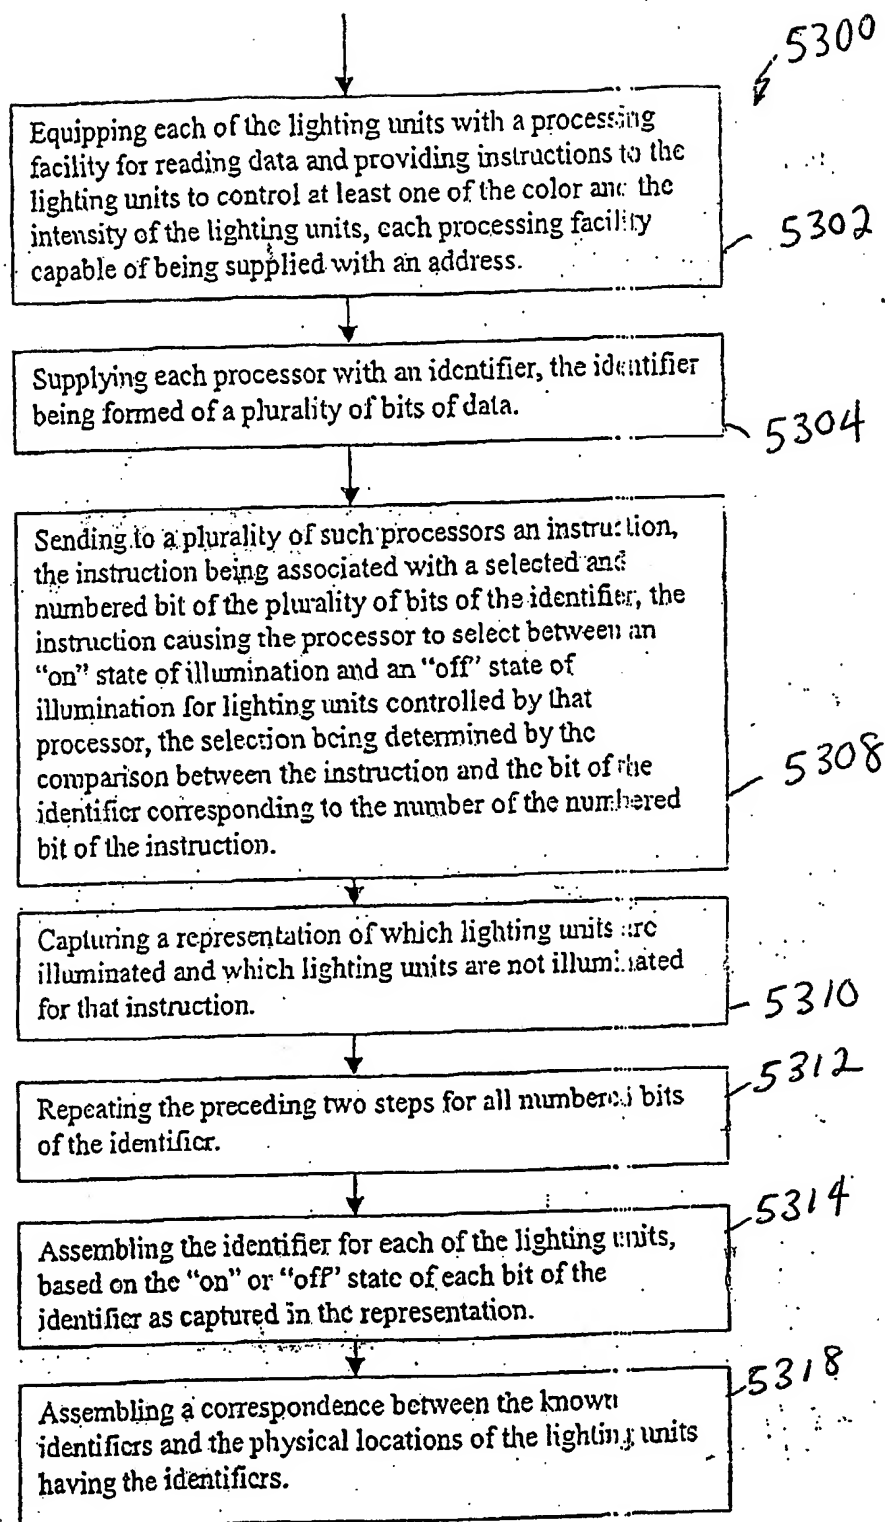 5300
Equipping each of the lighting units with a processing
facility for reading data and providing instructions to the
lighting units to control at least one of the color and the
intensity of the lighting units, each processing facility
capable of being supplied with an address.
5302
Supplying each processor with an identifier, the identifier
being formed of a plurality of bits of data.
5304
Sending to a plurality of such processors an instruction,
the instruction being associated with a selected and
numbered bit of the plurality of bits of the identifier, the
instruction causing the processor to select between an
“on” state of illumination and an “off” state of
illumination for lighting units controlled by that
processor, the selection being determined by the
comparison between the instruction and the bit of the
identifier corresponding to the number of the numbered
bit of the instruction.
5308
Capturing a representation of which lighting units are
illuminated and which lighting units are not illuminated
for that instruction.
5310
Repeating the preceding two steps for all numbered bits
of the identifier.
5312
Assembling the identifier for each of the lighting units,
based on the “on” or “off’ state of each bit of the
identifier as captured in the representation.
5314
Assembling a correspondence between the known
identifiers and the physical locations of the lighting units
having the identifiers.
5318